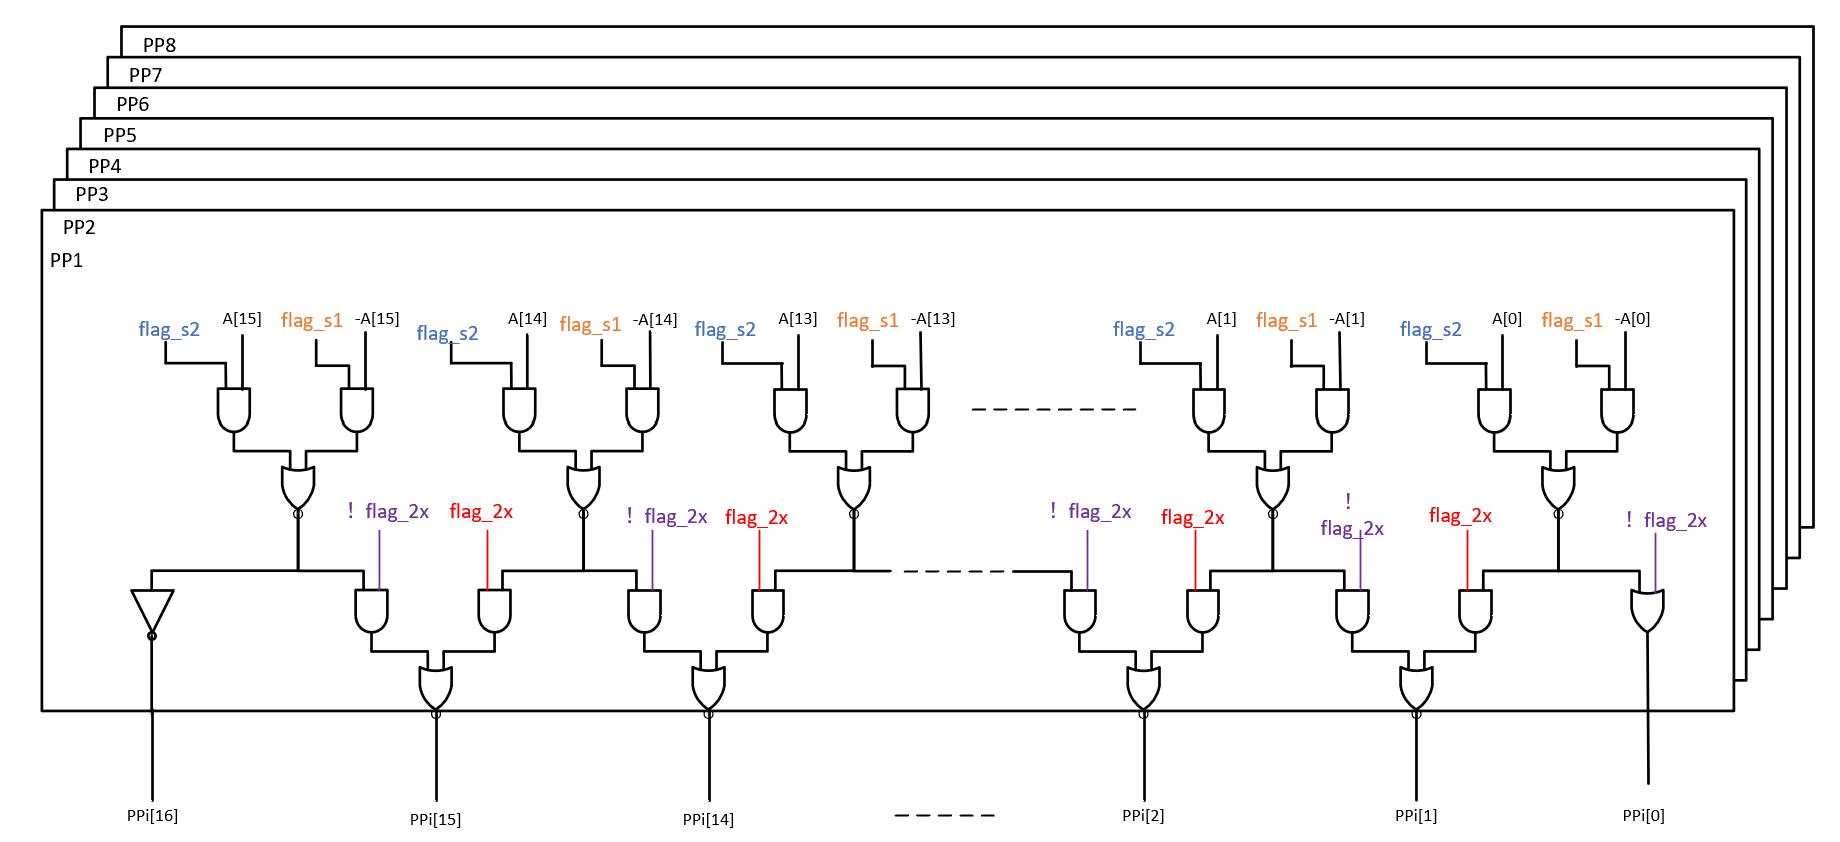 PP8
PP7
PP6
PP5
PP4
PP3
PP2
PP1
flag_s2 A[15] flag_s1 -A[15] flag_s2 A[14] flag_s1 -A[14] flag_s2 A[13] flag_s1 -A[13] flag_s2 A[1] flag_s1 -A[1] flag_s2 A[0] flag_s1 -A[0]
! flag_2x flag_2x ! flag_2x flag_2x ! flag_2x flag_2x ! flag_2x flag_2x ! flag_2x
PPi[16] PPi[15] PPi[14] PPi[2] PPi[1] PPi[0]